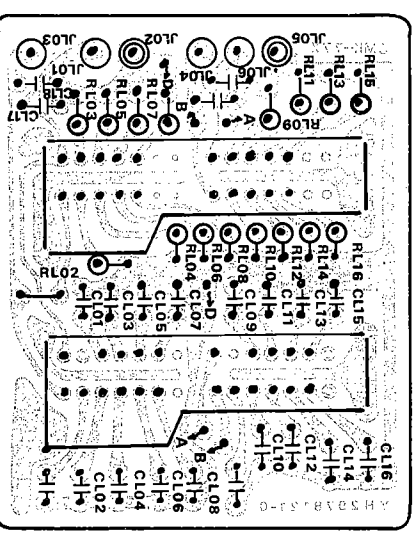 JL03
JL02
JL05
JL01
JL04
JL06
CL18
CL17
RL03
RL05
RL07
D
B
A
RL09
RL11
RL13
RL15
RL02
RL04
RL06
RL08
RL10
RL12
RL14
RL16
CL01
CL03
CL05
CL07
D
CL09
CL11
CL13
CL15
A
B
CL02
CL04
CL06
CL08
CL10
CL12
CL14
CL16